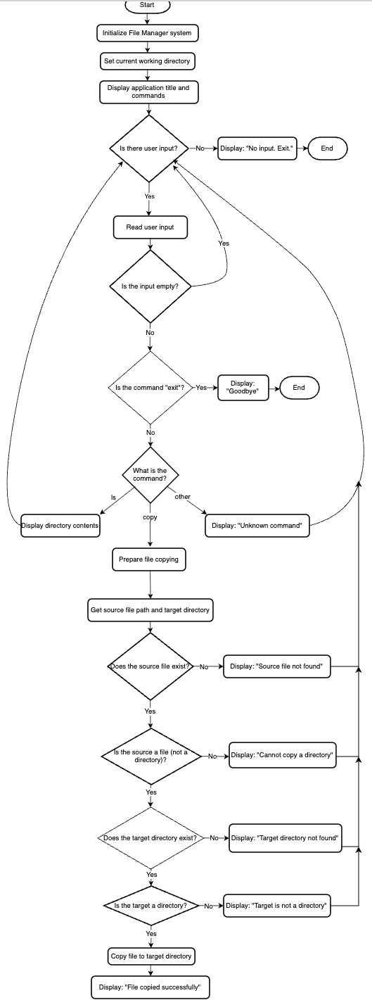 Start
Initialize File Manager system
Set current working directory
Display application title and
commands
Is there user input?
No
Display: "No input. Exit."
End
Yes
Read user input
Yes
Is the input empty?
No
Is the command "exit"?
Yes
Display:
"Goodbye"
End
No
What is the
command?
ls
other
copy
Display directory contents
Display: "Unknown command"
Prepare file copying
Get source file path and target directory
Does the source file exist?
No
Display: "Source file not found"
Yes
Is the source a file (not a
directory)?
No
Display: "Cannot copy a directory"
Yes
Does the target directory exist?
No
Display: "Target directory not found"
Yes
Is the target a directory?
No
Display: "Target is not a directory"
Yes
Copy file to target directory
Display: "File copied successfully"